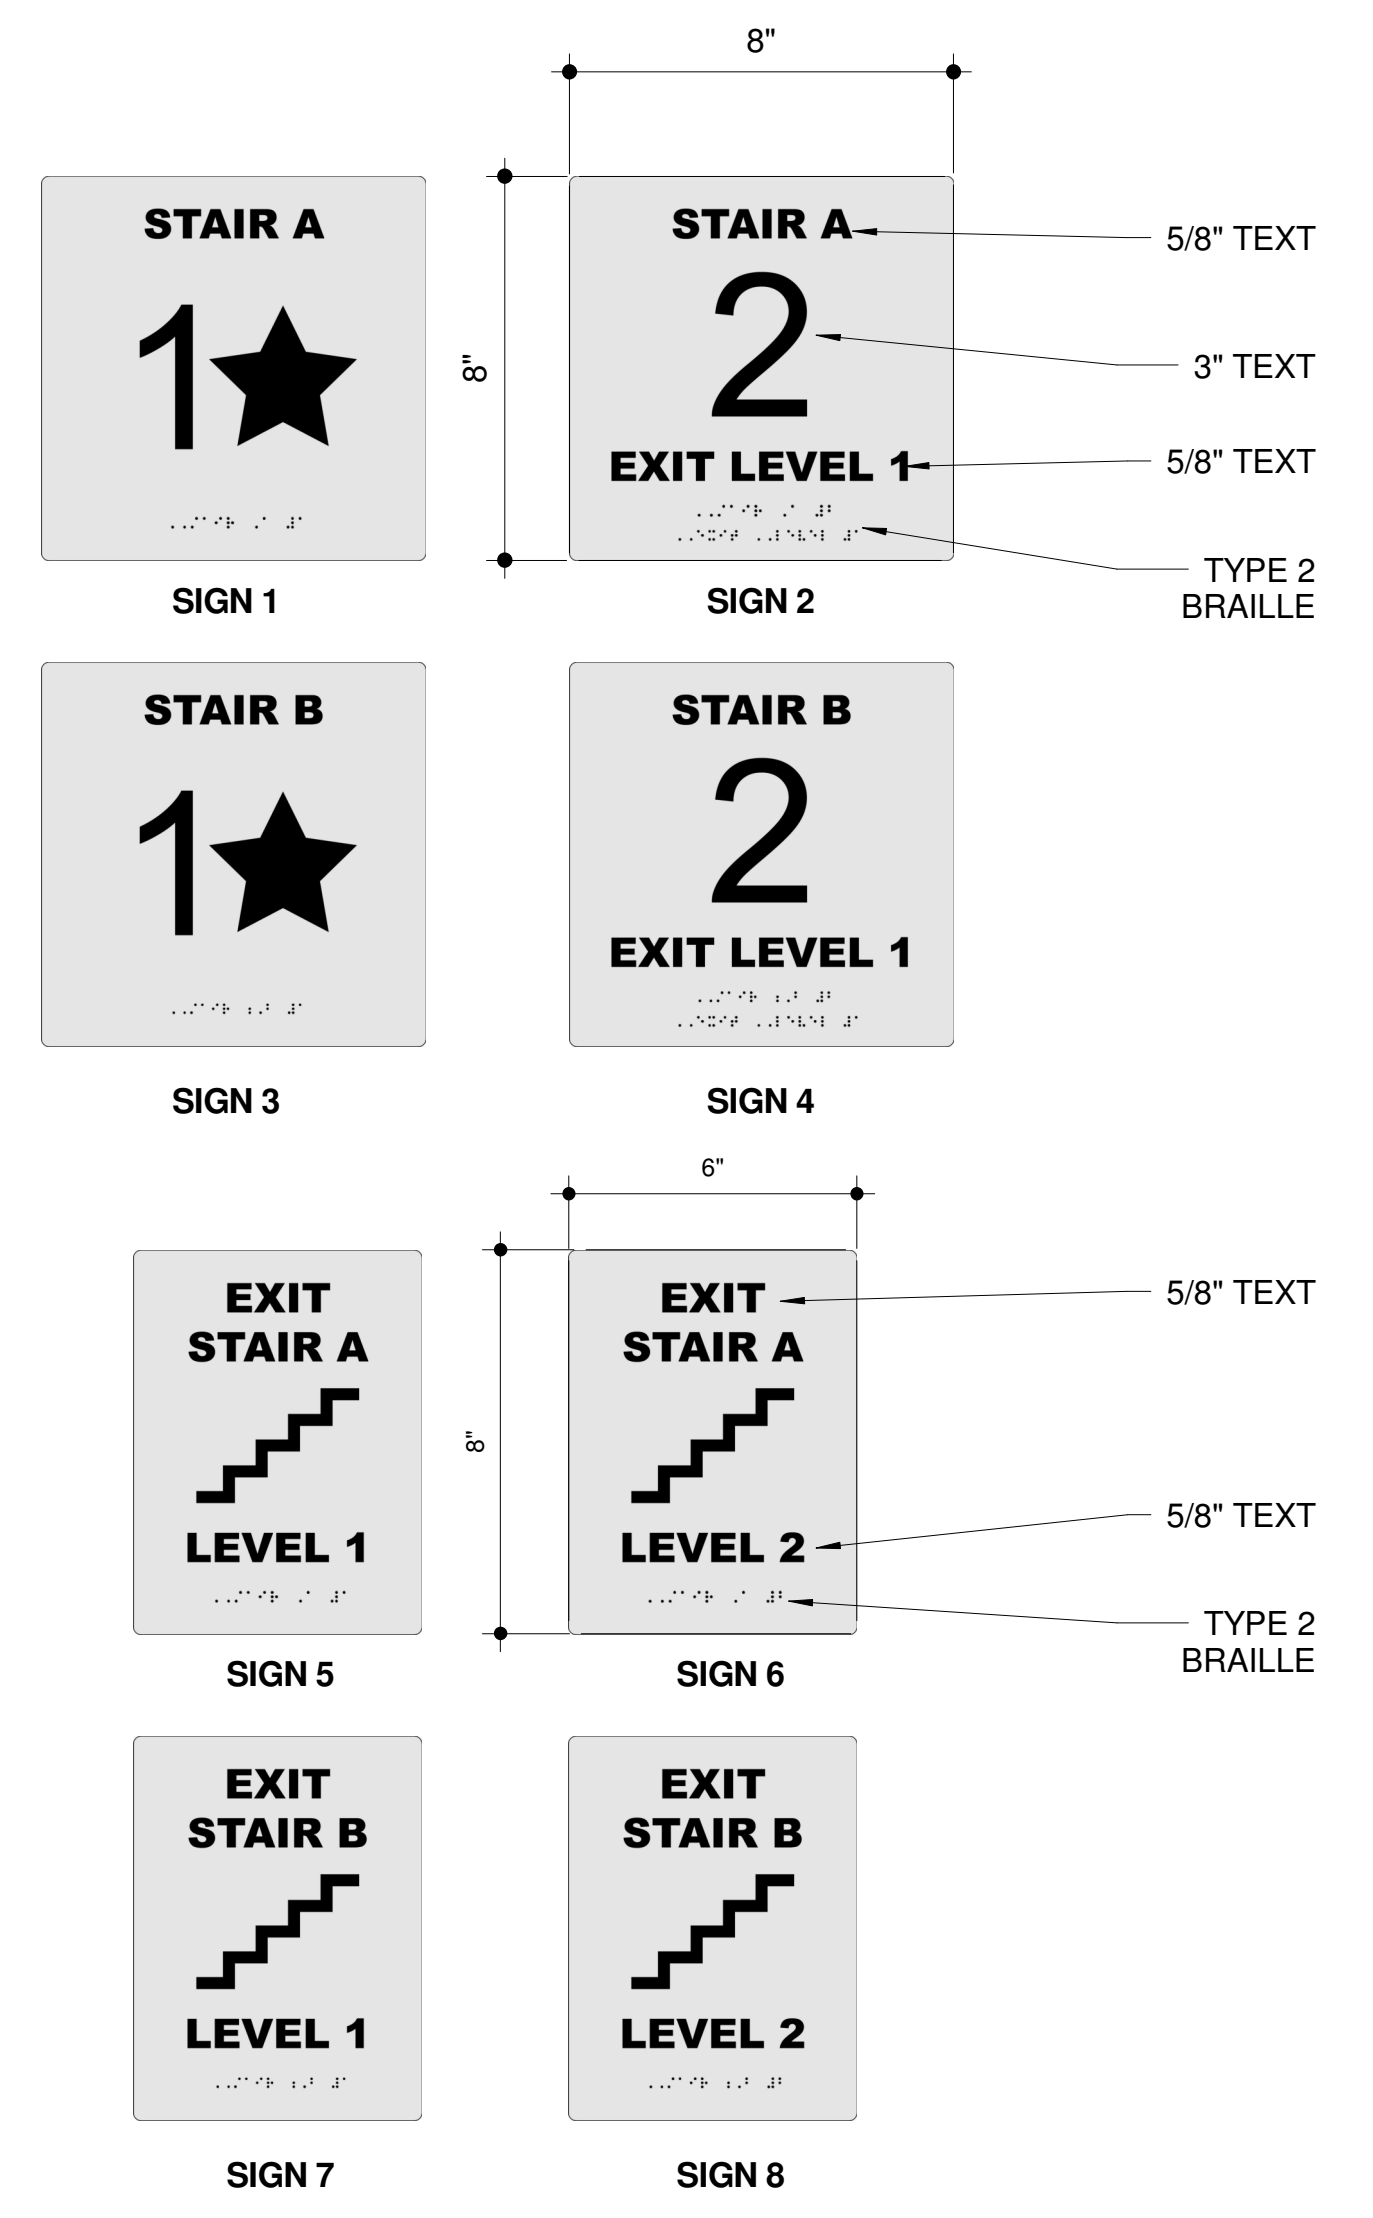 8"
STAIR A
1
SIGN 1
8"
STAIR A
2
EXIT LEVEL 1
SIGN 2
5/8" TEXT
3" TEXT
5/8" TEXT
TYPE 2
BRAILLE
STAIR B
1
SIGN 3
STAIR B
2
EXIT LEVEL 1
SIGN 4
6"
EXIT
STAIR A
LEVEL 1
SIGN 5
8"
EXIT
STAIR A
LEVEL 2
SIGN 6
5/8" TEXT
5/8" TEXT
TYPE 2
BRAILLE
EXIT
STAIR B
LEVEL 1
SIGN 7
EXIT
STAIR B
LEVEL 2
SIGN 8